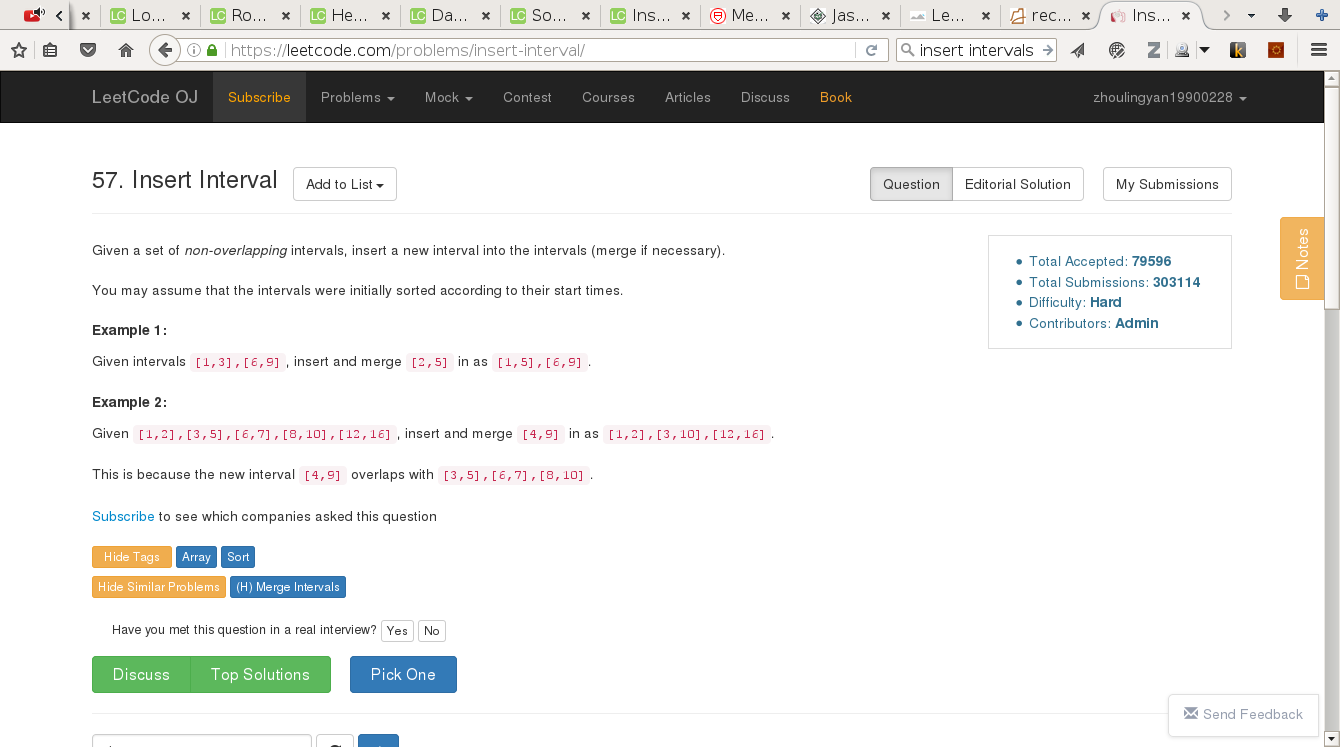 Lo... Ro... He... Da... So... Ins... Me... Jas... Le... rec... Ins...
https://leetcode.com/problems/insert-interval/ insert intervals
LeetCode OJ Subscribe Problems Mock Contest Courses Articles Discuss Book zhoulingyan19900228
57. Insert Interval Add to List Question Editorial Solution My Submissions
Notes
Given a set of non-overlapping intervals, insert a new interval into the intervals (merge if necessary).
Total Accepted: 79596
Total Submissions: 303114
Difficulty: Hard
Contributors: Admin
You may assume that the intervals were initially sorted according to their start times.
Example 1:
Given intervals [1,3],[6,9], insert and merge [2,5] in as [1,5],[6,9].
Example 2:
Given [1,2],[3,5],[6,7],[8,10],[12,16], insert and merge [4,9] in as [1,2],[3,10],[12,16].
This is because the new interval [4,9] overlaps with [3,5],[6,7],[8,10].
Subscribe to see which companies asked this question
Hide Tags Array Sort
Hide Similar Problems (H) Merge Intervals
Have you met this question in a real interview? Yes No
Discuss Top Solutions Pick One
Send Feedback